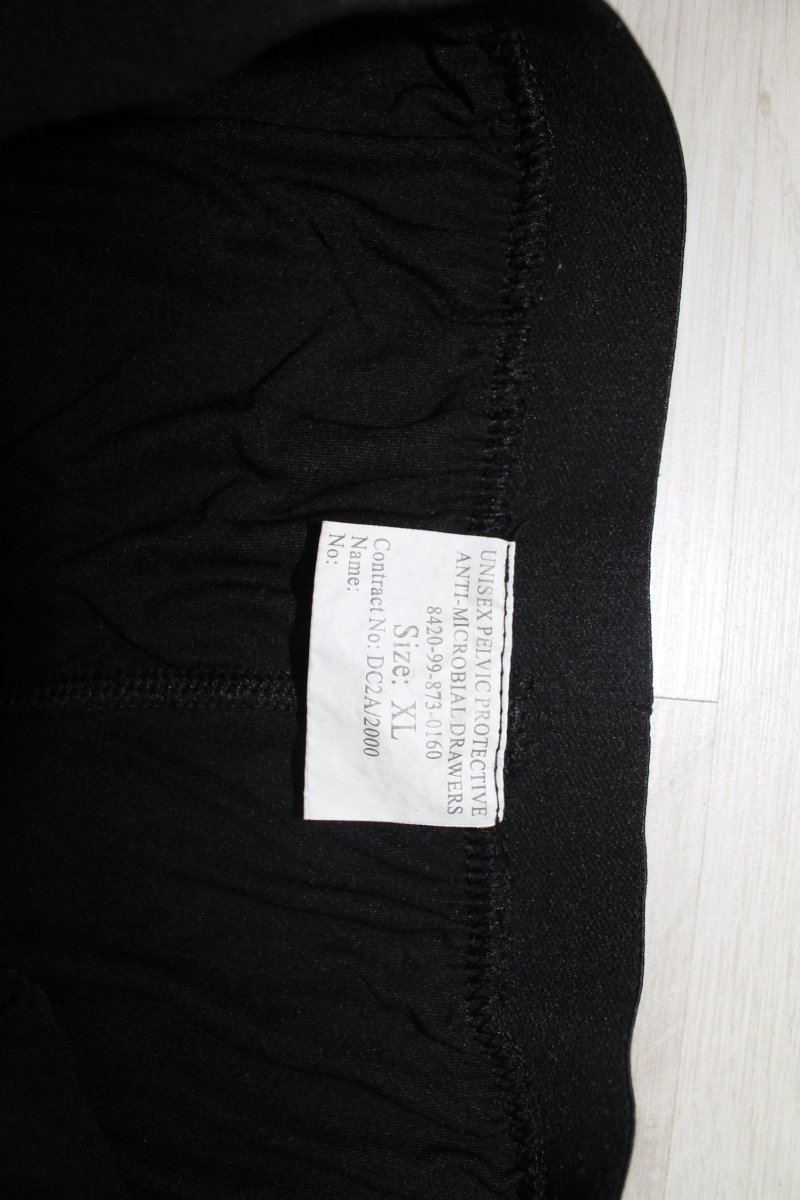 UNISEX PELVIC PROTECTIVE
ANTI-MICROBIAL DRAWERS
8420-99-873-0160
Size: XL
Contract No: DC2A/2000
Name:
No: